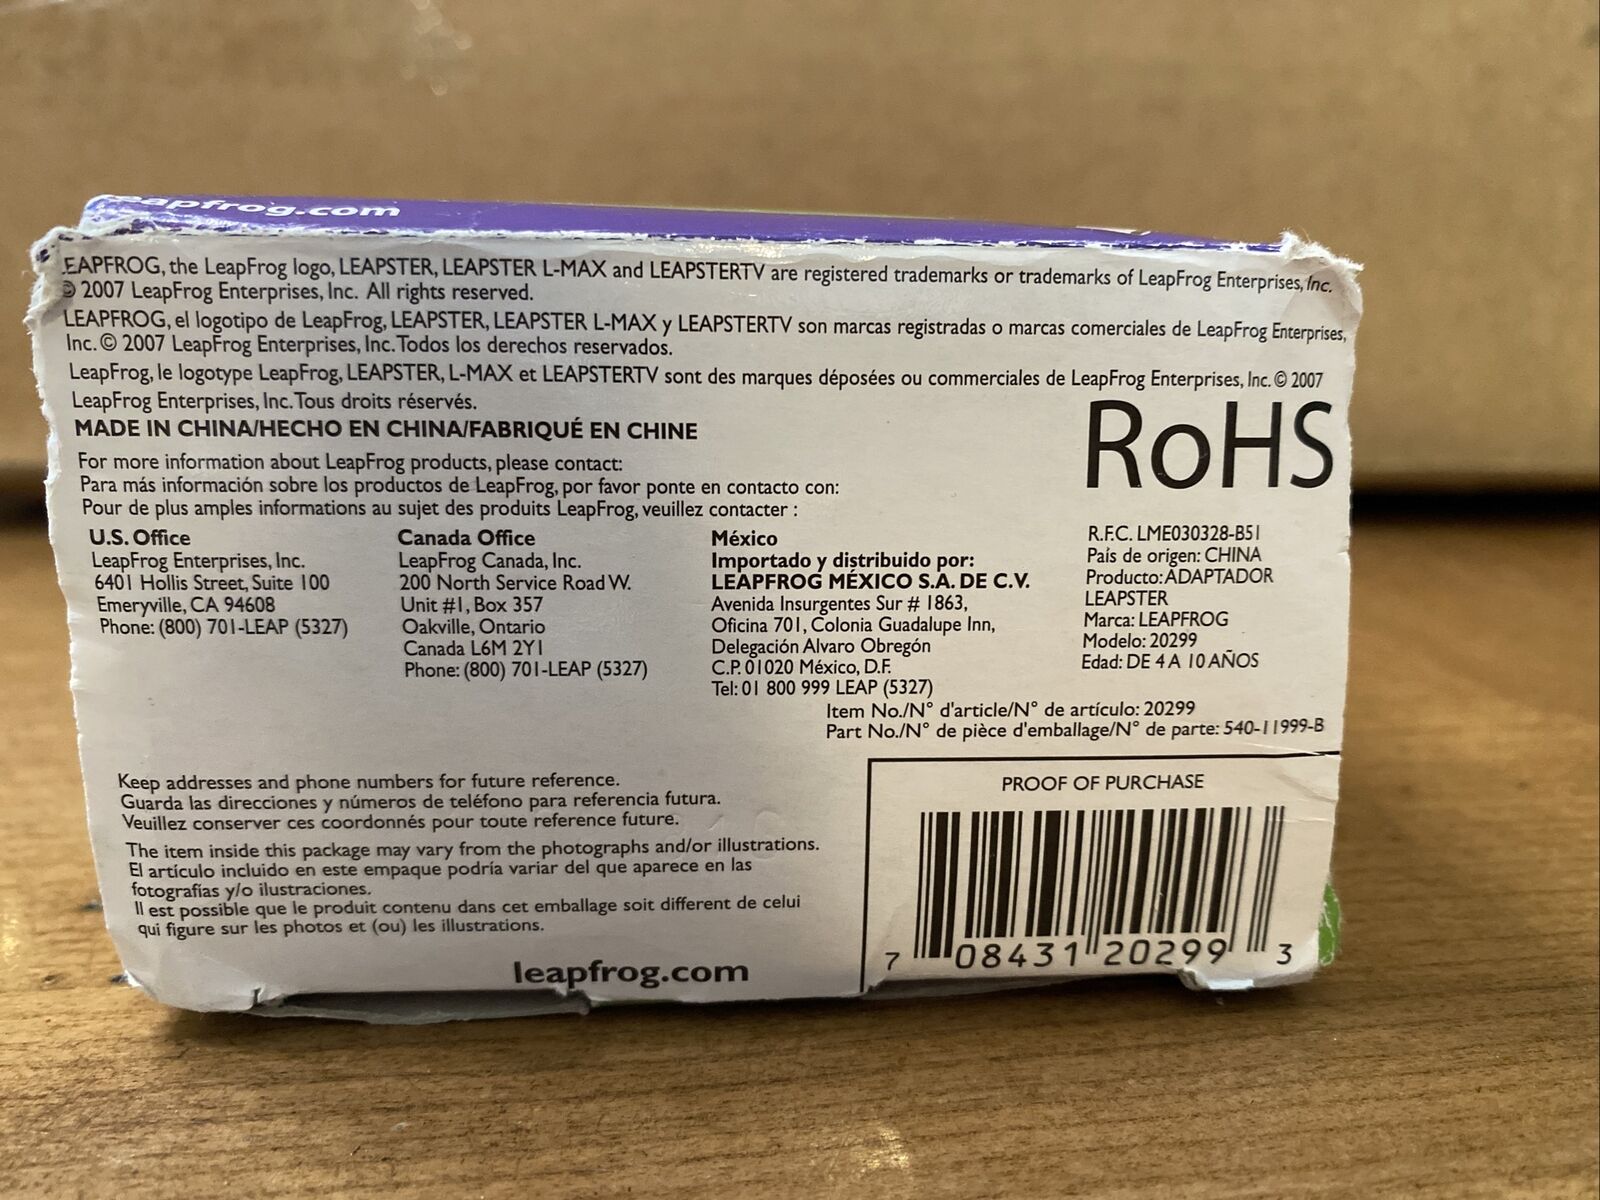 leapfrog.com
LEAPFROG, the LeapFrog logo, LEAPSTER, LEAPSTER L-MAX and LEAPSTERTV are registered trademarks or trademarks of LeapFrog Enterprises, Inc.
© 2007 LeapFrog Enterprises, Inc. All rights reserved.
LEAPFROG, el logotipo de LeapFrog, LEAPSTER, LEAPSTER L-MAX y LEAPSTERTV son marcas registradas o marcas comerciales de LeapFrog Enterprises,
Inc. © 2007 LeapFrog Enterprises, Inc. Todos los derechos reservados.
LeapFrog, le logotype LeapFrog, LEAPSTER, L-MAX et LEAPSTERTV sont des marques déposées ou commerciales de LeapFrog Enterprises, Inc. © 2007
LeapFrog Enterprises, Inc. Tous droits réservés.
MADE IN CHINA/HECHO EN CHINA/FABRIQUÉ EN CHINE
RoHS
For more information about LeapFrog products, please contact:
Para más información sobre los productos de LeapFrog, por favor ponte en contacto con:
Pour de plus amples informations au sujet des produits LeapFrog, veuillez contacter :
U.S. Office
LeapFrog Enterprises, Inc.
6401 Hollis Street, Suite 100
Emeryville, CA 94608
Phone: (800) 701-LEAP (5327)
Canada Office
LeapFrog Canada, Inc.
200 North Service Road W.
Unit #1, Box 357
Oakville, Ontario
Canada L6M 2Y1
Phone: (800) 701-LEAP (5327)
México
Importado y distribuido por:
LEAPFROG MÉXICO S.A. DE C.V.
Avenida Insurgentes Sur # 1863,
Oficina 701, Colonia Guadalupe Inn,
Delegación Alvaro Obregón
C.P. 01020 México, D.F.
Tel: 01 800 999 LEAP (5327)
R.F.C. LME030328-B51
País de origen: CHINA
Producto: ADAPTADOR
LEAPSTER
Marca: LEAPFROG
Modelo: 20299
Edad: DE 4 A 10 AÑOS
Item No./N° d'article/N° de artículo: 20299
Part No./N° de pièce d'emballage/N° de parte: 540-11999-B
Keep addresses and phone numbers for future reference.
Guarda las direcciones y números de teléfono para referencia futura.
Veuillez conserver ces coordonnés pour toute reference future.
The item inside this package may vary from the photographs and/or illustrations.
El artículo incluido en este empaque podría variar del que aparece en las
fotografías y/o ilustraciones.
Il est possible que le produit contenu dans cet emballage soit different de celui
qui figure sur les photos et (ou) les illustrations.
leapfrog.com
PROOF OF PURCHASE
7 08431 20299 3